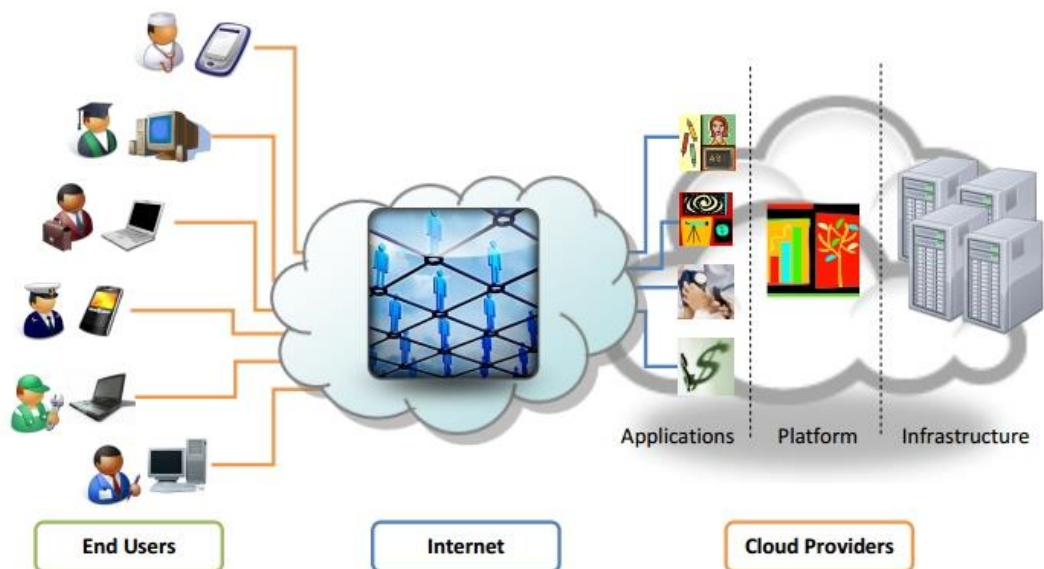 Applications
Platform
Infrastructure
End Users
Internet
Cloud Providers